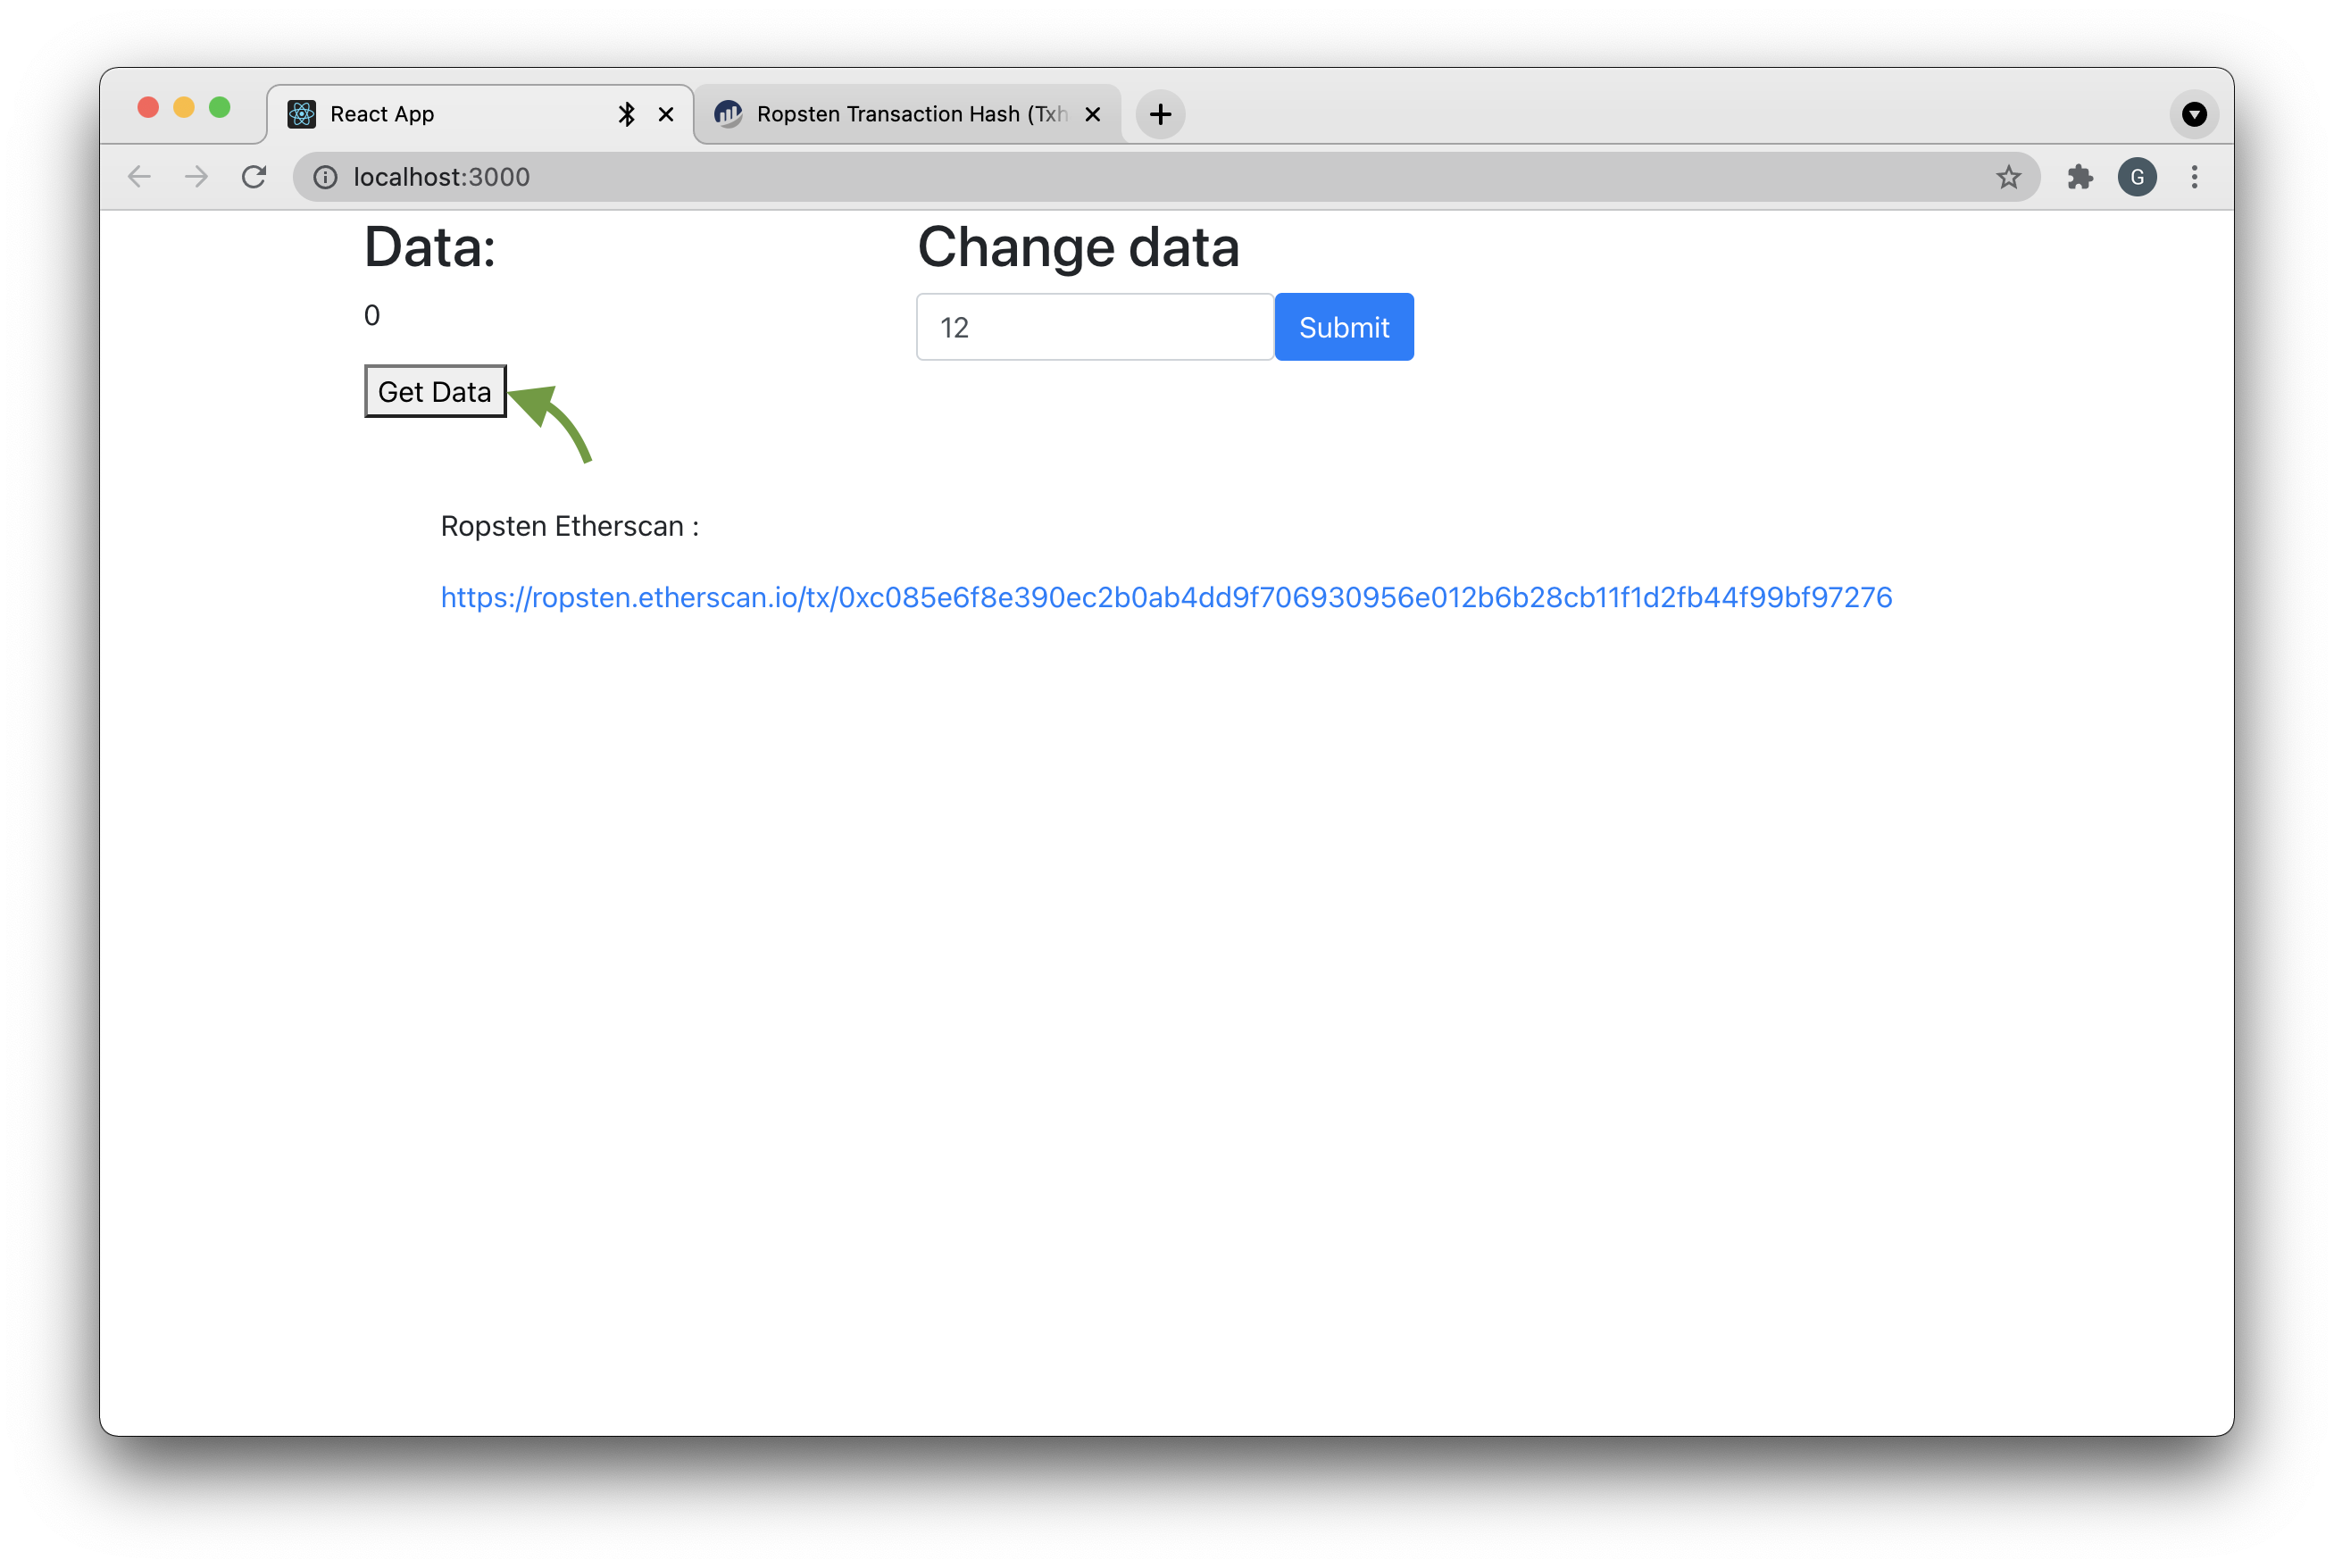 React App
Ropsten Transaction Hash (Txh
localhost:3000
G
Data:
Change data
0
12
Submit
Get Data
Ropsten Etherscan :
https://ropsten.etherscan.io/tx/0xc085e6f8e390ec2b0ab4dd9f706930956e012b6b28cb11f1d2fb44f99bf97276